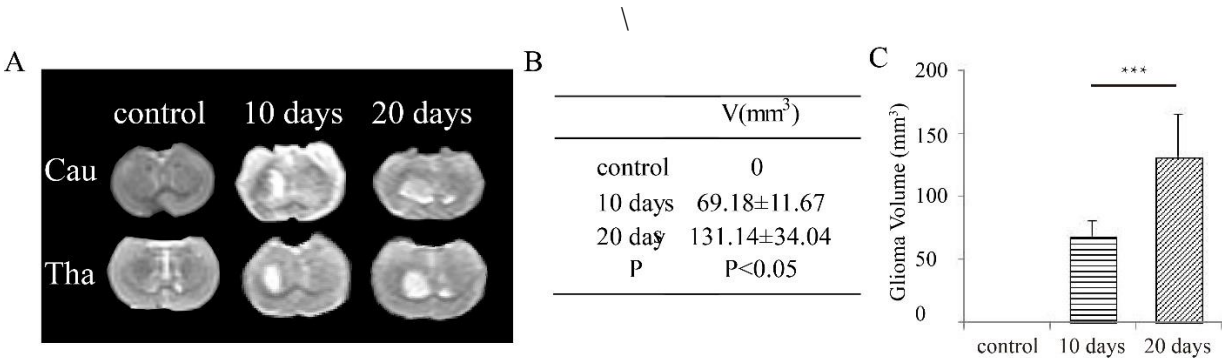 \
A
control 10 days 20 days
Cau
Tha
B
V(mm³)
control 0
10 days 69.18±11.67
20 days 131.14±34.04
P P<0.05
C
Glioma Volume (mm³)
200
150
100
50
0
***
control 10 days 20 days